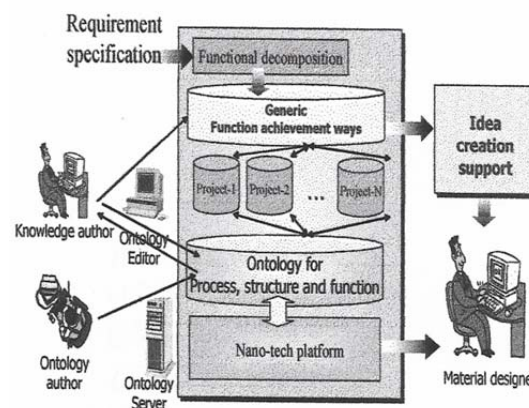 Requirement
specification
Functional decomposition
Generic
Function achievement ways
Idea
creation
support
Project-1
Project-2
...
Project-N
Knowledge author
Ontology
Editor
Ontology for
Process, structure and function
Nano-tech platform
Ontology
author
Ontology
Server
Material designer